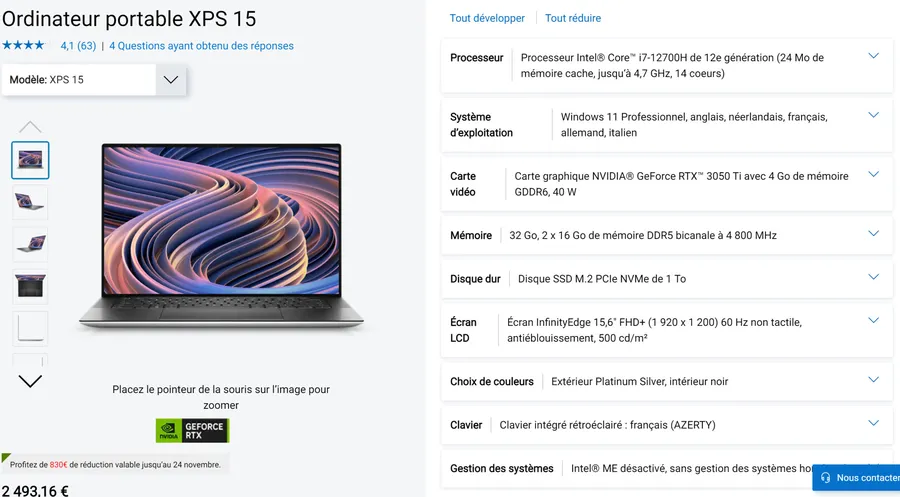 Ordinateur portable XPS 15
4,1 (63) | 4 Questions ayant obtenu des réponses
Modèle: XPS 15
Placez le pointeur de la souris sur l'image pour
zoomer
NVIDIA
GEFORCE
RTX
Profitez de 830€ de réduction valable jusqu'au 24 novembre.
2 493,16 €
Tout développer
Tout réduire
Processeur
Processeur Intel® Core™ i7-12700H de 12e génération (24 Mo de
mémoire cache, jusqu'à 4,7 GHz, 14 coeurs)
Système
d'exploitation
Windows 11 Professionnel, anglais, néerlandais, français,
allemand, italien
Carte
vidéo
Carte graphique NVIDIA® GeForce RTX™ 3050 Ti avec 4 Go de mémoire
GDDR6, 40 W
Mémoire
32 Go, 2 x 16 Go de mémoire DDR5 bicanale à 4 800 MHz
Disque dur
Disque SSD M.2 PCIe NVMe de 1 To
Écran
LCD
Écran InfinityEdge 15,6" FHD+ (1 920 x 1 200) 60 Hz non tactile,
antiéblouissement, 500 cd/m²
Choix de couleurs
Extérieur Platinum Silver, intérieur noir
Clavier
Clavier intégré rétroéclairé : français (AZERTY)
Gestion des systèmes
Intel® ME désactivé, sans gestion des systèmes
Nous contacter